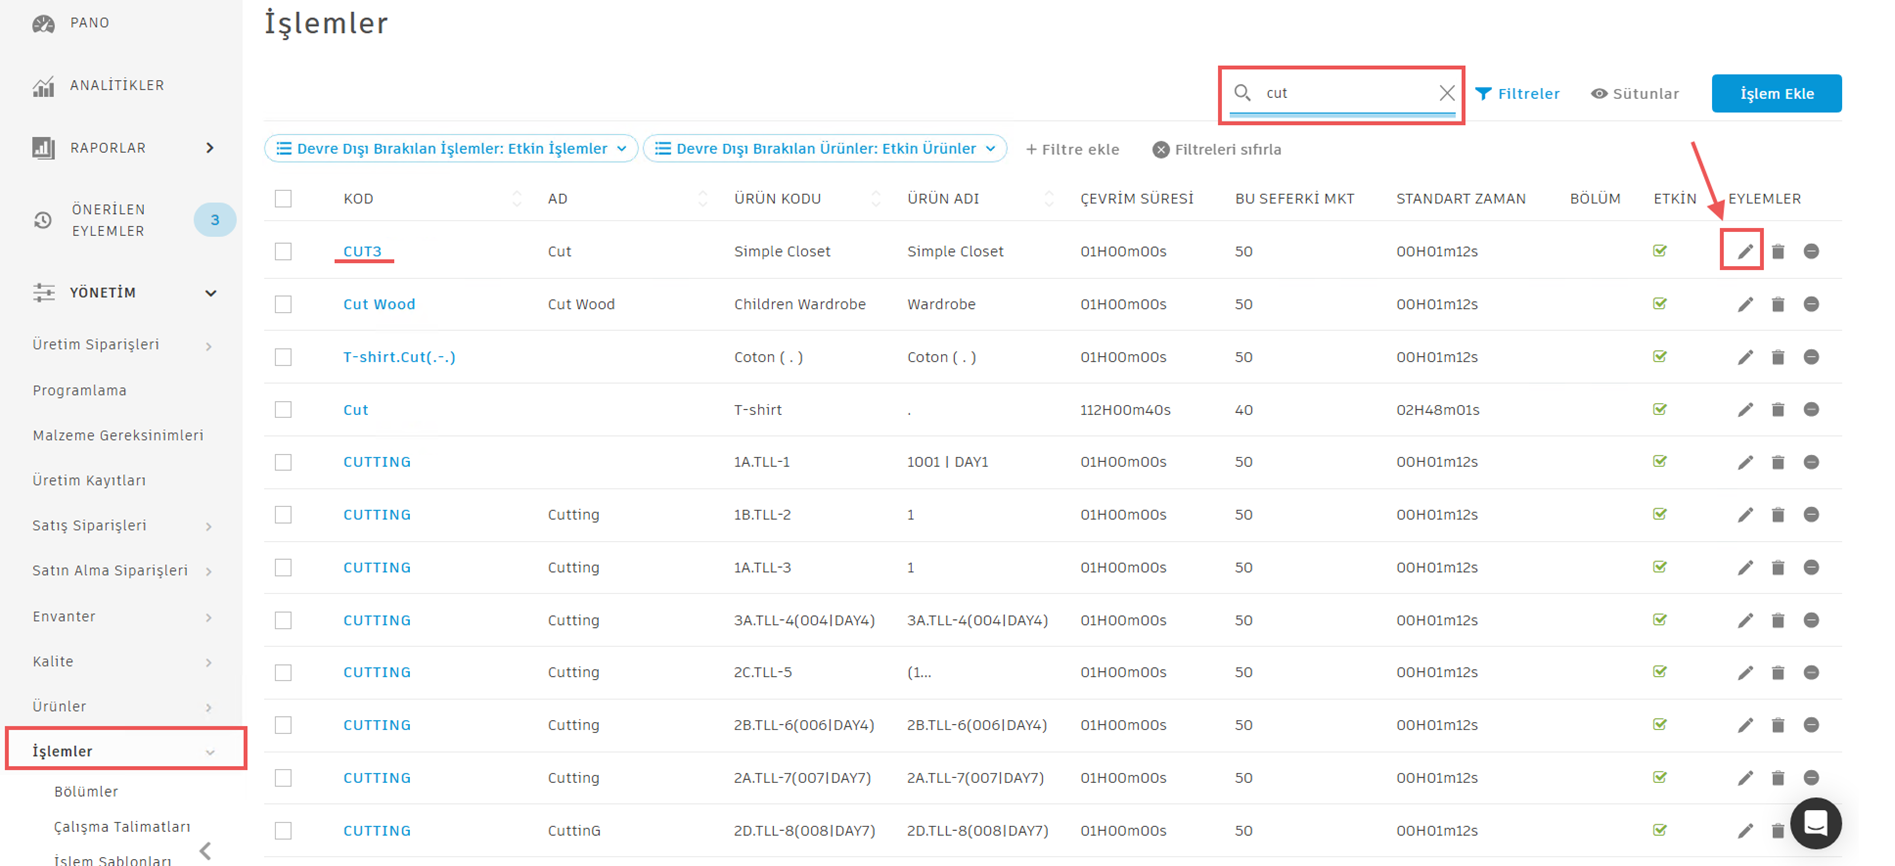 PANO
ANALİTİKLER
RAPORLAR
ÖNERİLEN
EYLEMLER
3
YÖNETİM
Üretim Siparişleri
Programlama
Malzeme Gereksinimleri
Üretim Kayıtları
Satış Siparişleri
Satın Alma Siparişleri
Envanter
Kalite
Ürünler
İşlemler
Bölümler
Çalışma Talimatları
İşlem Şablonları
İşlemler
cut
Filtreler
Sütunlar
İşlem Ekle
Devre Dışı Bırakılan İşlemler: Etkin İşlemler
Devre Dışı Bırakılan Ürünler: Etkin Ürünler
+ Filtre ekle
Filtreleri sıfırla
KOD AD ÜRÜN KODU ÜRÜN ADI ÇEVRİM SÜRESİ BU SEFERKİ MKT STANDART ZAMAN BÖLÜM ETKİN EYLEMLER
CUT3 Cut Simple Closet Simple Closet 01H00m00s 50 00H01m12s
Cut Wood Cut Wood Children Wardrobe Wardrobe 01H00m00s 50 00H01m12s
T-shirt.Cut(.-.) Coton ( . ) Coton ( . ) 01H00m00s 50 00H01m12s
Cut T-shirt . 112H00m40s 40 02H48m01s
CUTTING 1A.TLL-1 1001 | DAY1 01H00m00s 50 00H01m12s
CUTTING Cutting 1B.TLL-2 1 01H00m00s 50 00H01m12s
CUTTING Cutting 1A.TLL-3 1 01H00m00s 50 00H01m12s
CUTTING Cutting 3A.TLL-4(004|DAY4) 3A.TLL-4(004|DAY4) 01H00m00s 50 00H01m12s
CUTTING Cutting 2C.TLL-5 (1... 01H00m00s 50 00H01m12s
CUTTING Cutting 2B.TLL-6(006|DAY4) 2B.TLL-6(006|DAY4) 01H00m00s 50 00H01m12s
CUTTING Cutting 2A.TLL-7(007|DAY7) 2A.TLL-7(007|DAY7) 01H00m00s 50 00H01m12s
CUTTING CuttinG 2D.TLL-8(008|DAY7) 2D.TLL-8(008|DAY7) 01H00m00s 50 00H01m12s